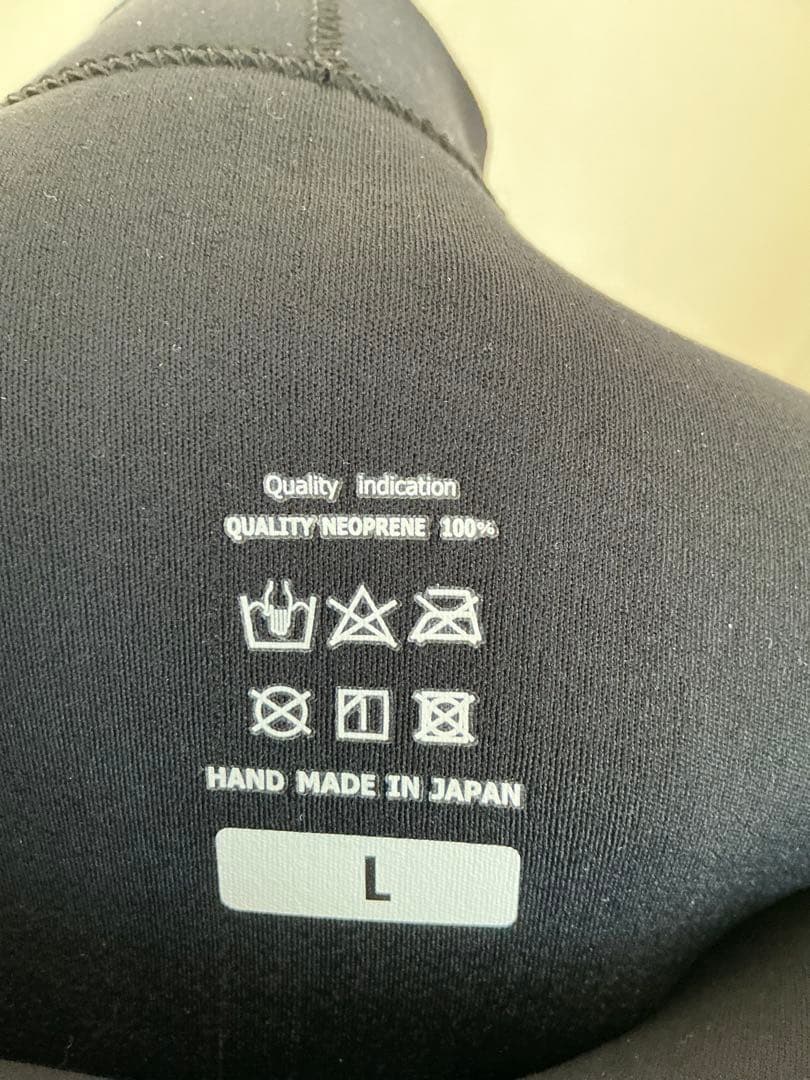 Quality indication
QUALITY NEOPRENE 100%
HAND MADE IN JAPAN
L